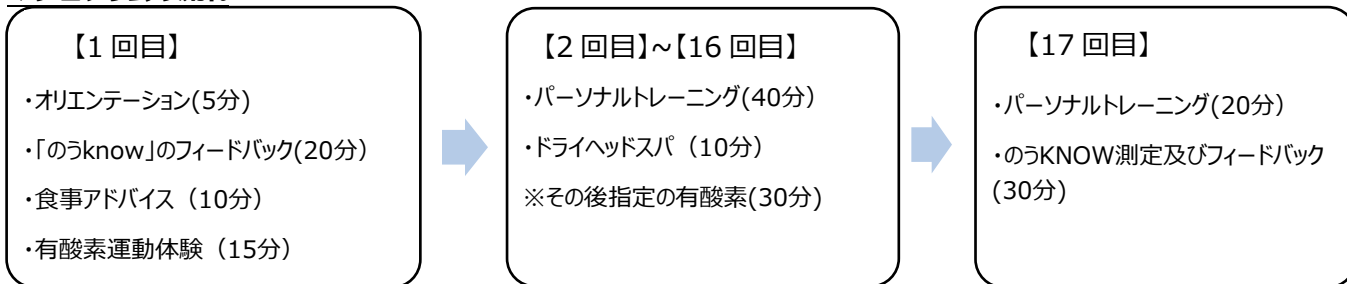 【1 回目】
・オリエンテーション(5分)
・「のうknow」のフィードバック(20分）
・食事アドバイス（10分）
・有酸素運動体験（15分）
【2 回目】~【16 回目】
・パーソナルトレーニング(40分）
・ドライヘッドスパ（10分）
※その後指定の有酸素(30分)
【17 回目】
・パーソナルトレーニング(20分）
・のうKNOW測定及びフィードバック
(30分）